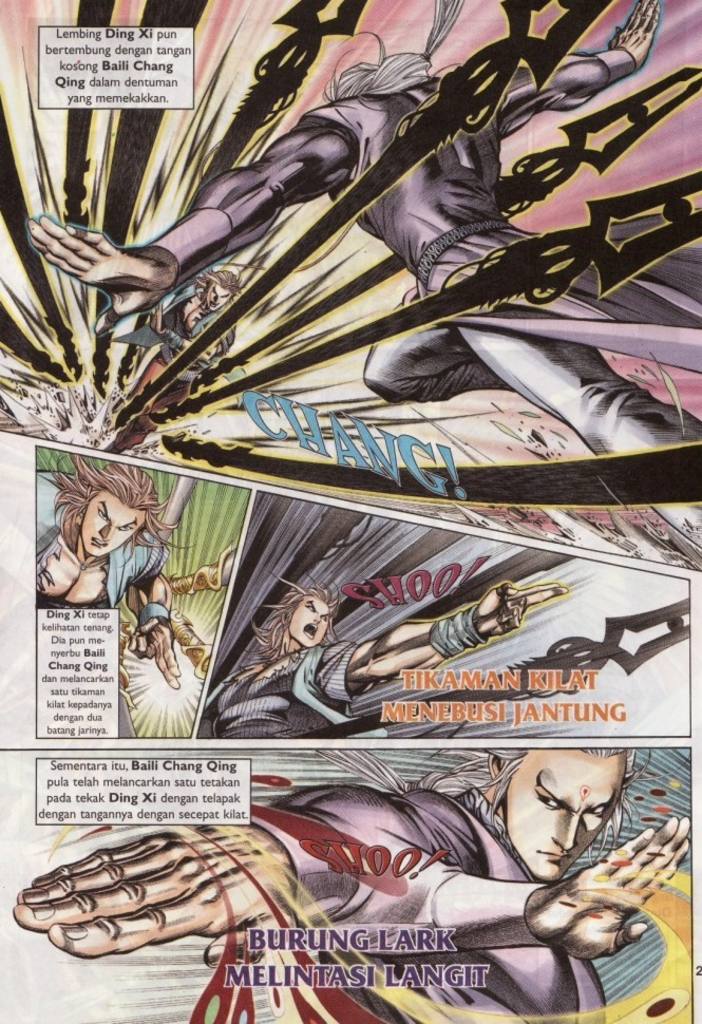 Lembing Ding Xi pun
bertembung dengan tangan
kosong Baili Chang
Qing dalam dentuman
yang memekakkan.
CHANG!
Ding Xi tetap
kelihatan tenang.
Dia pun me-
nyerbu Baili
Chang Qing
dan melancarkan
satu tikaman
kilat kepadanya
dengan dua
batang jarinya.
SHOO!
TIKAMAN KILAT
MENEBUSI JANTUNG
Sementara itu, Baili Chang Qing
pula telah melancarkan satu tetakan
pada tekak Ding Xi dengan telapak
dengan tangannya dengan secepat kilat.
SHOO!
BURUNG LARK
MELINTASI LANGIT
2